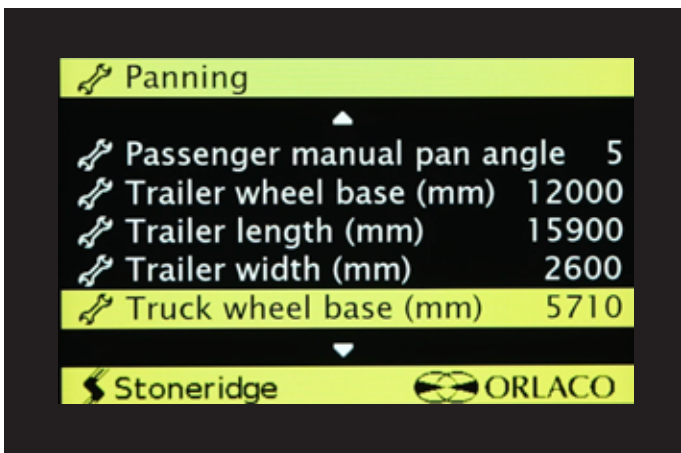 Panning
Passenger manual pan angle 5
Trailer wheel base (mm) 12000
Trailer length (mm) 15900
Trailer width (mm) 2600
Truck wheel base (mm) 5710
Stoneridge ORLACO